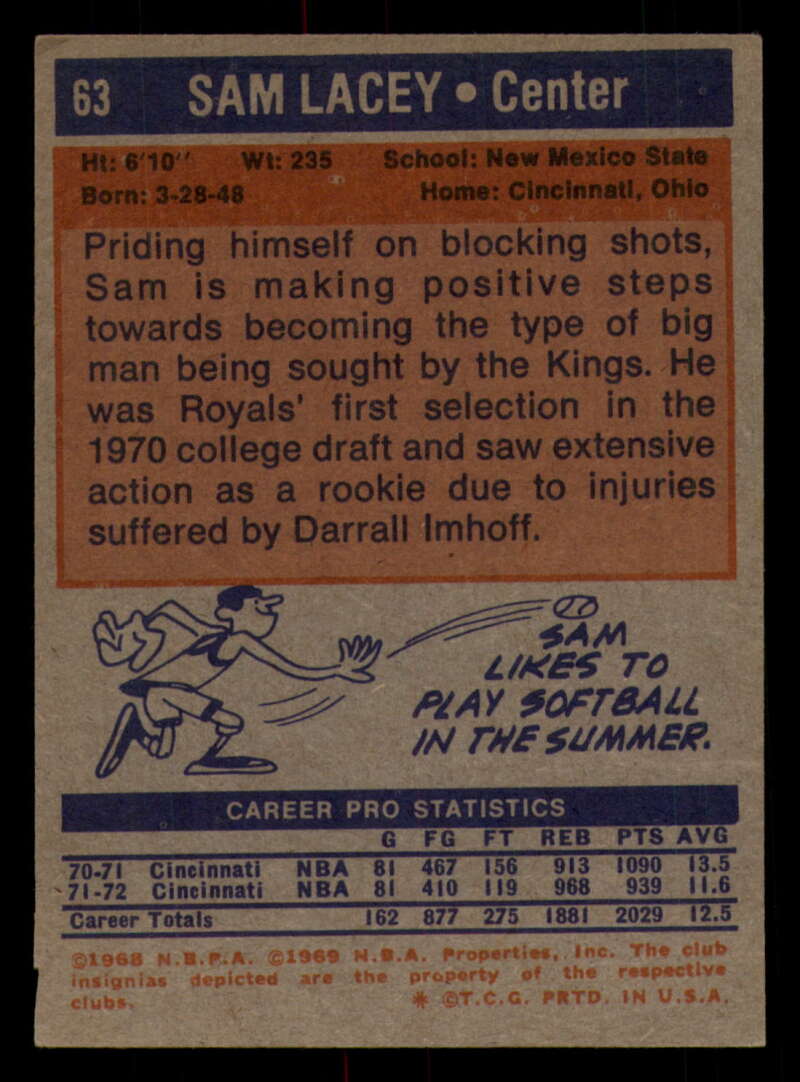 63 SAM LACEY • Center
Ht: 6'10'' Wt: 235 School: New Mexico State
Born: 3-28-48 Home: Cincinnati, Ohio
Priding himself on blocking shots,
Sam is making positive steps
towards becoming the type of big
man being sought by the Kings. He
was Royals' first selection in the
1970 college draft and saw extensive
action as a rookie due to injuries
suffered by Darrall Imhoff.
SAM
LIKES TO
PLAY SOFTBALL
IN THE SUMMER.
CAREER PRO STATISTICS
G FG FT REB PTS AVG
70-71 Cincinnati NBA 81 467 156 913 1090 13.5
71-72 Cincinnati NBA 81 410 119 968 939 11.6
Career Totals 162 877 275 1881 2029 12.5
©1968 N.B.P.A. ©1969 N.B.A. Properties, Inc. The club
insignias depicted are the property of the respective
clubs. * ©T.C.G. PRTD. IN U.S.A.